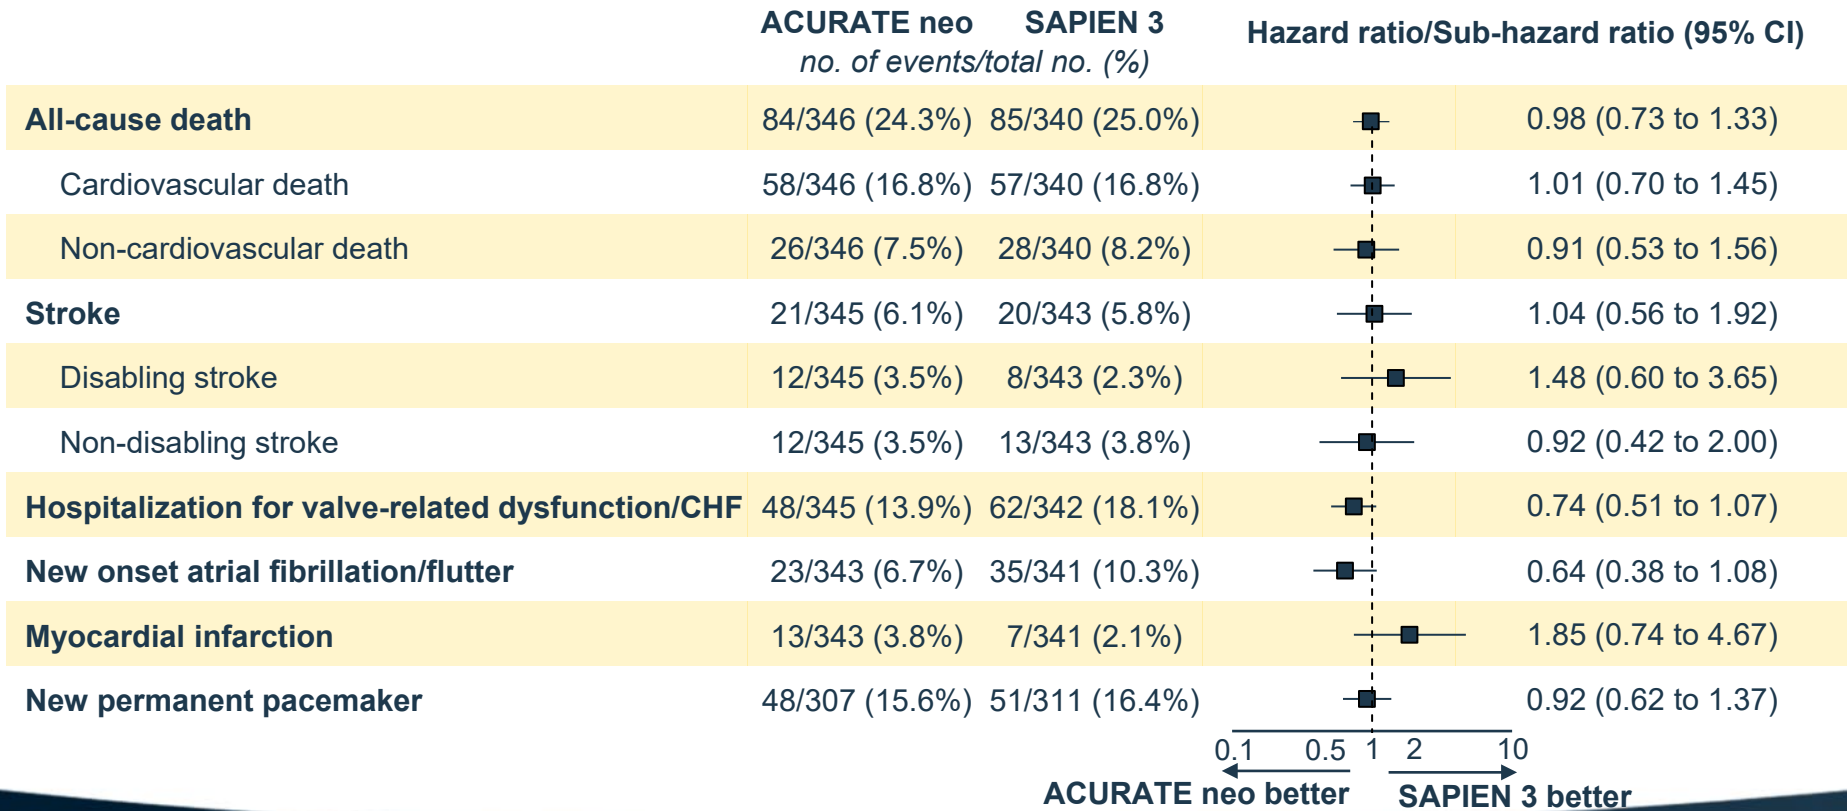 ACURATE neo SAPIEN 3 Hazard ratio/Sub-hazard ratio (95% CI)
no. of events/total no. (%)
All-cause death 84/346 (24.3%) 85/340 (25.0%) 0.98 (0.73 to 1.33)
Cardiovascular death 58/346 (16.8%) 57/340 (16.8%) 1.01 (0.70 to 1.45)
Non-cardiovascular death 26/346 (7.5%) 28/340 (8.2%) 0.91 (0.53 to 1.56)
Stroke 21/345 (6.1%) 20/343 (5.8%) 1.04 (0.56 to 1.92)
Disabling stroke 12/345 (3.5%) 8/343 (2.3%) 1.48 (0.60 to 3.65)
Non-disabling stroke 12/345 (3.5%) 13/343 (3.8%) 0.92 (0.42 to 2.00)
Hospitalization for valve-related dysfunction/CHF 48/345 (13.9%) 62/342 (18.1%) 0.74 (0.51 to 1.07)
New onset atrial fibrillation/flutter 23/343 (6.7%) 35/341 (10.3%) 0.64 (0.38 to 1.08)
Myocardial infarction 13/343 (3.8%) 7/341 (2.1%) 1.85 (0.74 to 4.67)
New permanent pacemaker 48/307 (15.6%) 51/311 (16.4%) 0.92 (0.62 to 1.37)
0.1 0.5 1 2 10
ACURATE neo better SAPIEN 3 better